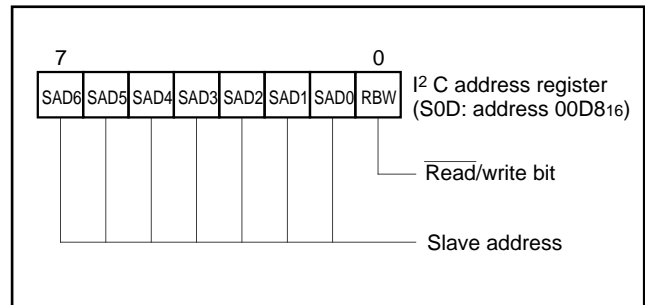 7 0
SAD6 SAD5 SAD4 SAD3 SAD2 SAD1 SAD0 RBW
I2 C address register
(S0D: address 00D816)
Read/write bit
Slave address